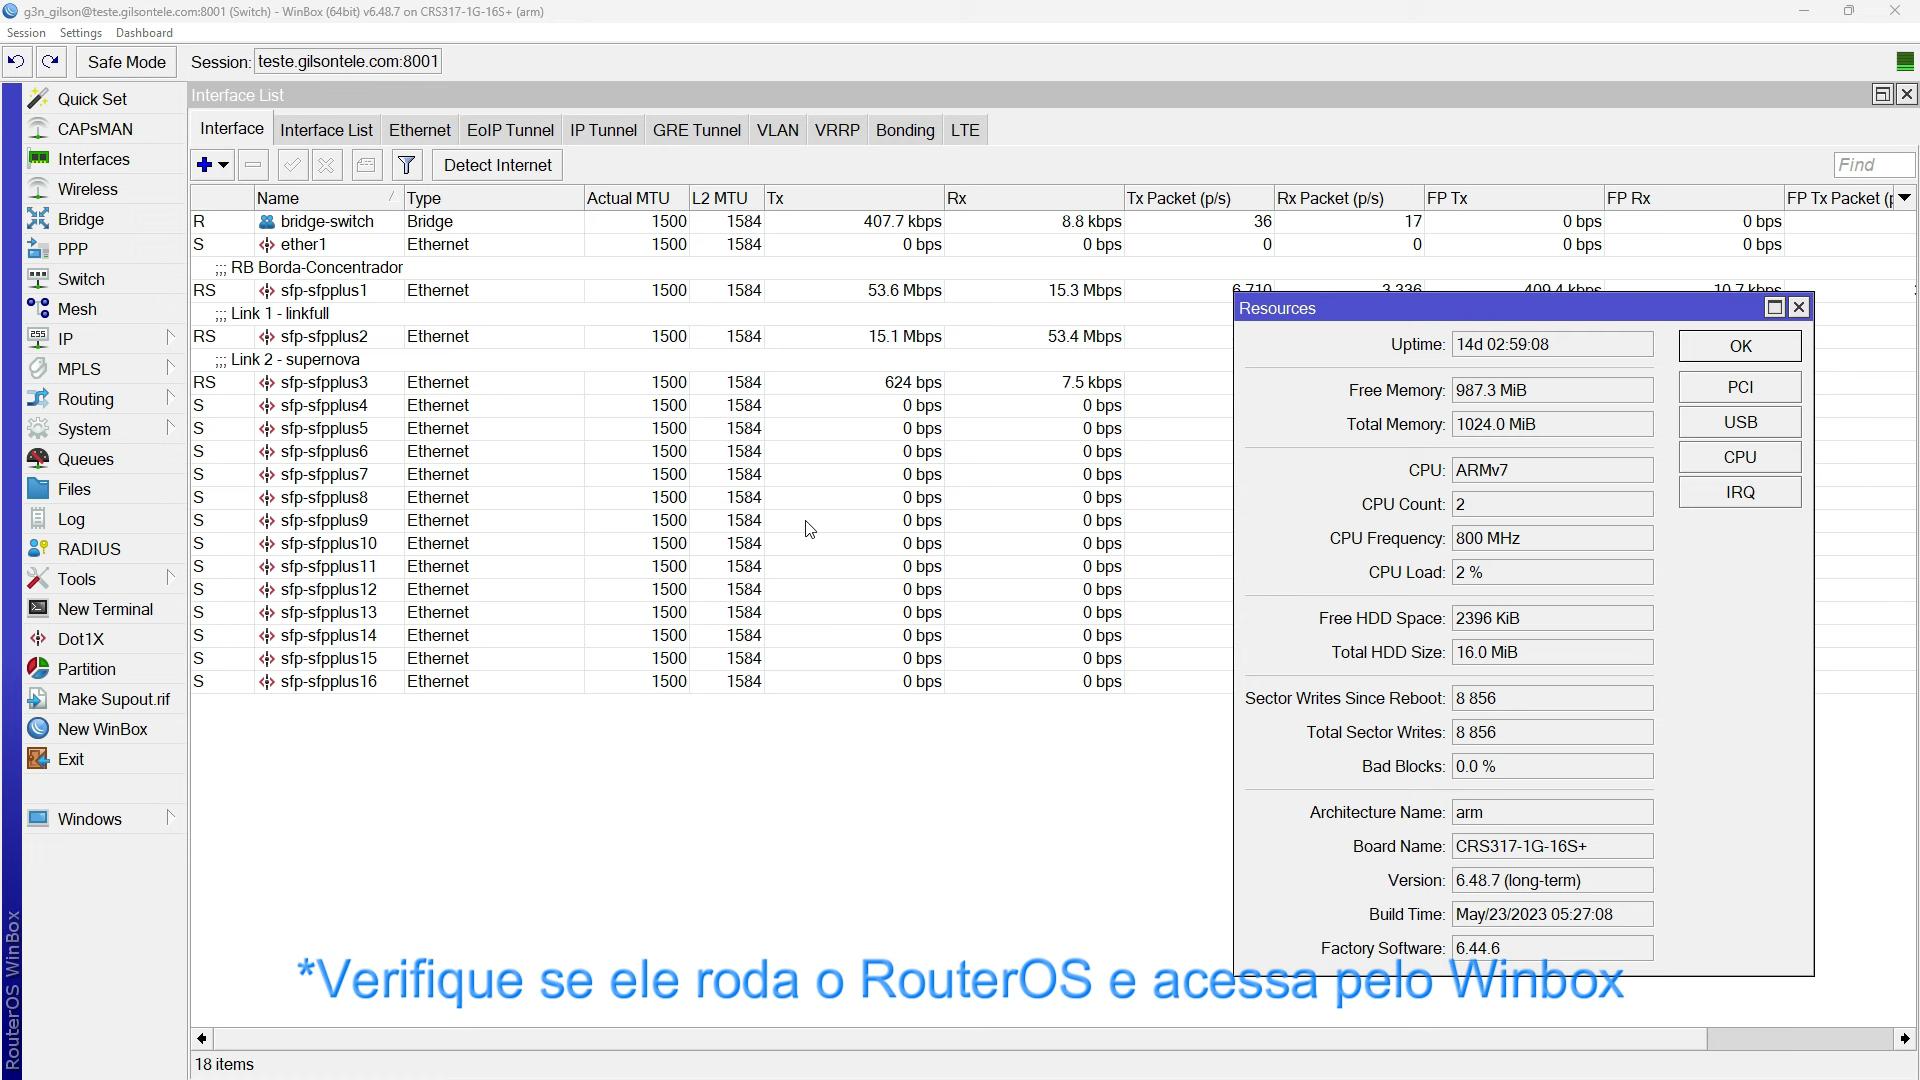 g3n_gilson@teste.gilsontele.com:8001 (Switch) - WinBox (64bit) v6.48.7 on CRS317-1G-16S+ (arm)
Session Settings Dashboard
Safe Mode Session: teste.gilsontele.com:8001
Quick Set
CAPsMAN
Interfaces
Wireless
Bridge
PPP
Switch
Mesh
IP
MPLS
Routing
System
Queues
Files
Log
RADIUS
Tools
New Terminal
Dot1X
Partition
Make Supout.rif
New WinBox
Exit
Windows
RouterOS WinBox
Interface List
Interface Interface List Ethernet EoIP Tunnel IP Tunnel GRE Tunnel VLAN VRRP Bonding LTE
Detect Internet Find
Name Type Actual MTU L2 MTU Tx Rx Tx Packet (p/s) Rx Packet (p/s) FP Tx FP Rx FP Tx Packet (
R bridge-switch Bridge 1500 1584 407.7 kbps 8.8 kbps 36 17 0 bps 0 bps
S ether1 Ethernet 1500 1584 0 bps 0 bps 0 0 0 bps 0 bps
;;; RB Borda-Concentrador
RS sfp-sfpplus1 Ethernet 1500 1584 53.6 Mbps 15.3 Mbps 6 710 3 336 409.4 kbps 10.7 kbps
;;; Link 1 - linkfull
RS sfp-sfpplus2 Ethernet 1500 1584 15.1 Mbps 53.4 Mbps
;;; Link 2 - supernova
RS sfp-sfpplus3 Ethernet 1500 1584 624 bps 7.5 kbps
S sfp-sfpplus4 Ethernet 1500 1584 0 bps 0 bps
S sfp-sfpplus5 Ethernet 1500 1584 0 bps 0 bps
S sfp-sfpplus6 Ethernet 1500 1584 0 bps 0 bps
S sfp-sfpplus7 Ethernet 1500 1584 0 bps 0 bps
S sfp-sfpplus8 Ethernet 1500 1584 0 bps 0 bps
S sfp-sfpplus9 Ethernet 1500 1584 0 bps 0 bps
S sfp-sfpplus10 Ethernet 1500 1584 0 bps 0 bps
S sfp-sfpplus11 Ethernet 1500 1584 0 bps 0 bps
S sfp-sfpplus12 Ethernet 1500 1584 0 bps 0 bps
S sfp-sfpplus13 Ethernet 1500 1584 0 bps 0 bps
S sfp-sfpplus14 Ethernet 1500 1584 0 bps 0 bps
S sfp-sfpplus15 Ethernet 1500 1584 0 bps 0 bps
S sfp-sfpplus16 Ethernet 1500 1584 0 bps 0 bps
Resources
Uptime: 14d 02:59:08
Free Memory: 987.3 MiB
Total Memory: 1024.0 MiB
CPU: ARMv7
CPU Count: 2
CPU Frequency: 800 MHz
CPU Load: 2 %
Free HDD Space: 2396 KiB
Total HDD Size: 16.0 MiB
Sector Writes Since Reboot: 8 856
Total Sector Writes: 8 856
Bad Blocks: 0.0 %
Architecture Name: arm
Board Name: CRS317-1G-16S+
Version: 6.48.7 (long-term)
Build Time: May/23/2023 05:27:08
Factory Software: 6.44.6
OK
PCI
USB
CPU
IRQ
*Verifique se ele roda o RouterOS e acessa pelo Winbox
18 items